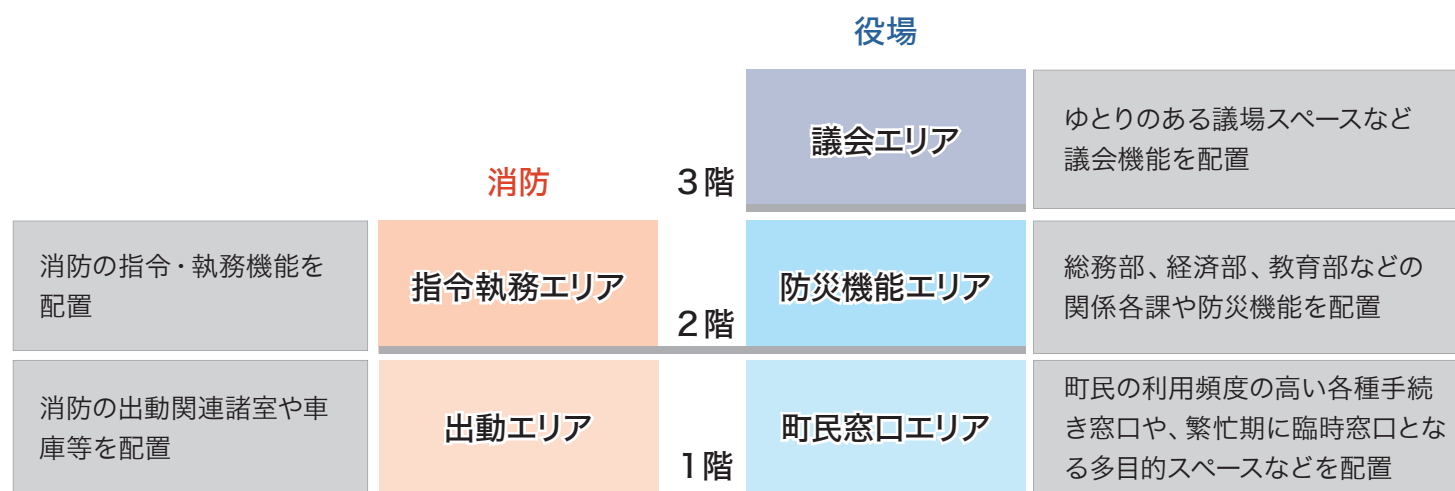 役場
議会エリア
ゆとりのある議場スペースなど
議会機能を配置
消防
3階
消防の指令・執務機能を
配置
指令執務エリア
2階
防災機能エリア
総務部、経済部、教育部などの
関係各課や防災機能を配置
消防の出動関連諸室や車
庫等を配置
出動エリア
1階
町民窓口エリア
町民の利用頻度の高い各種手続
き窓口や、繁忙期に臨時窓口とな
る多目的スペースなどを配置